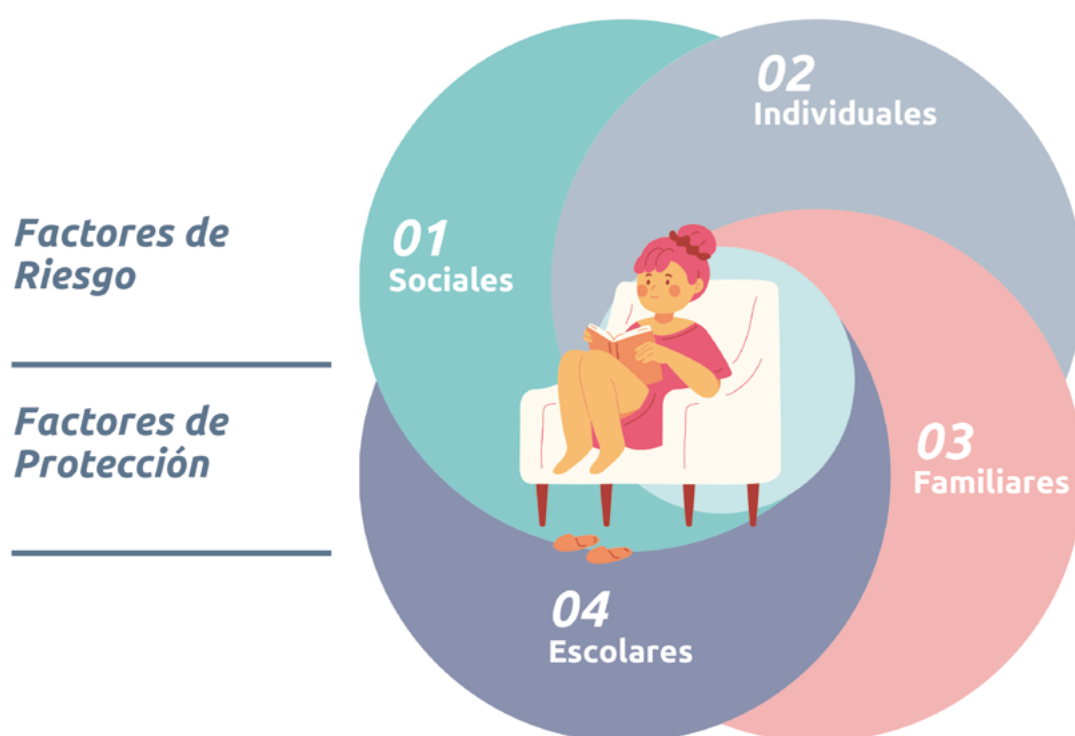 Factores de
Riesgo
Factores de
Protección
01
Sociales
02
Individuales
03
Familiares
04
Escolares